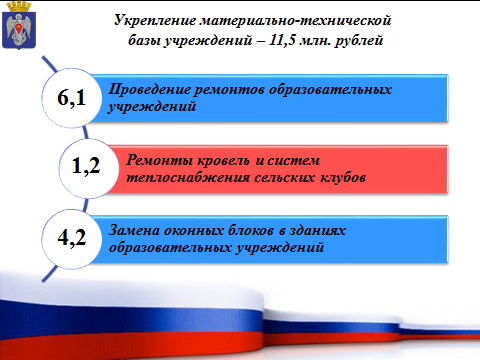 Укрепление материально-технической
базы учреждений – 11,5 млн. рублей
6,1
Проведение ремонтов образовательных
учреждений
1,2
Ремонты кровель и систем
теплоснабжения сельских клубов
4,2
Замена оконных блоков в зданиях
образовательных учреждений